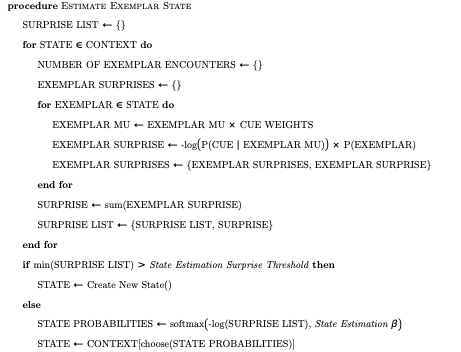 procedure ESTIMATE EXEMPLAR STATE
SURPRISE LIST ← {}
for STATE ∈ CONTEXT do
NUMBER OF EXEMPLAR ENCOUNTERS ← {}
EXEMPLAR SURPRISES ← {}
for EXEMPLAR ∈ STATE do
EXEMPLAR MU ← EXEMPLAR MU × CUE WEIGHTS
EXEMPLAR SURPRISE ← -log(P(CUE | EXEMPLAR MU)) × P(EXEMPLAR)
EXEMPLAR SURPRISES ← {EXEMPLAR SURPRISES, EXEMPLAR SURPRISE}
end for
SURPRISE ← sum(EXEMPLAR SURPRISE)
SURPRISE LIST ← {SURPRISE LIST, SURPRISE}
end for
if min(SURPRISE LIST) > State Estimation Surprise Threshold then
STATE ← Create New State()
else
STATE PROBABILITIES ← softmax(-log(SURPRISE LIST), State Estimation β)
STATE ← CONTEXT[choose(STATE PROBABILITIES)]